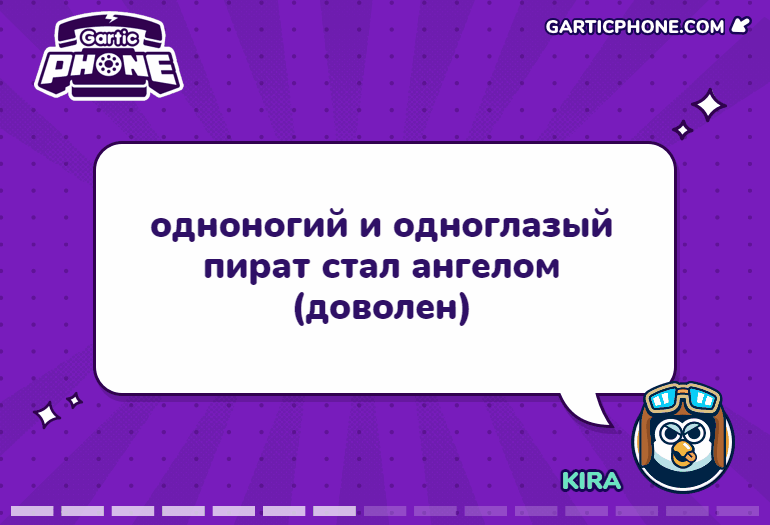 Gartic
PHONE
GARTICPHONE.COM
одноногий и одноглазый
пират стал ангелом
(доволен)
KIRA